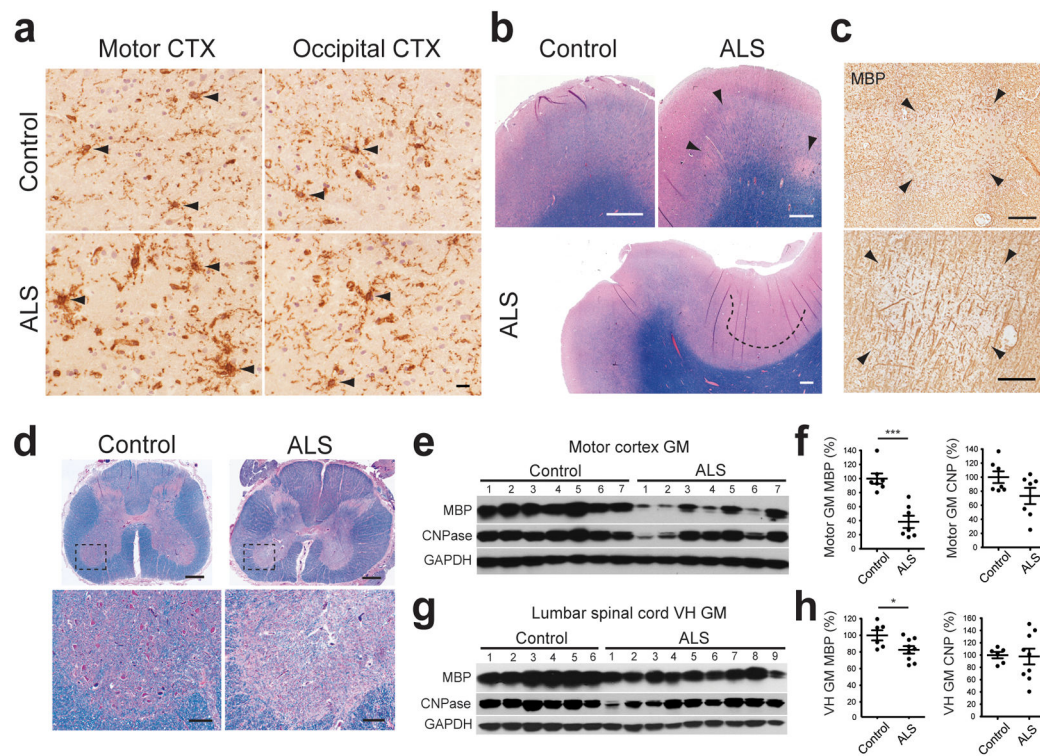 a
Motor CTX Occipital CTX
Control
ALS
b
Control ALS
ALS
c
MBP
d
Control ALS
e
Motor cortex GM
Control ALS
1 2 3 4 5 6 7 1 2 3 4 5 6 7
MBP
CNPase
GAPDH
f
Motor GM MBP (%)
140
120
100
80
60
40
20
0
***
Control ALS
Motor GM CNP (%)
140
120
100
80
60
40
20
0
Control ALS
g
Lumbar spinal cord VH GM
Control ALS
1 2 3 4 5 6 1 2 3 4 5 6 7 8 9
MBP
CNPase
GAPDH
h
VH GM MBP (%)
140
120
100
80
60
40
20
0
*
Control ALS
VH GM CNP (%)
160
140
120
100
80
60
40
20
0
Control ALS